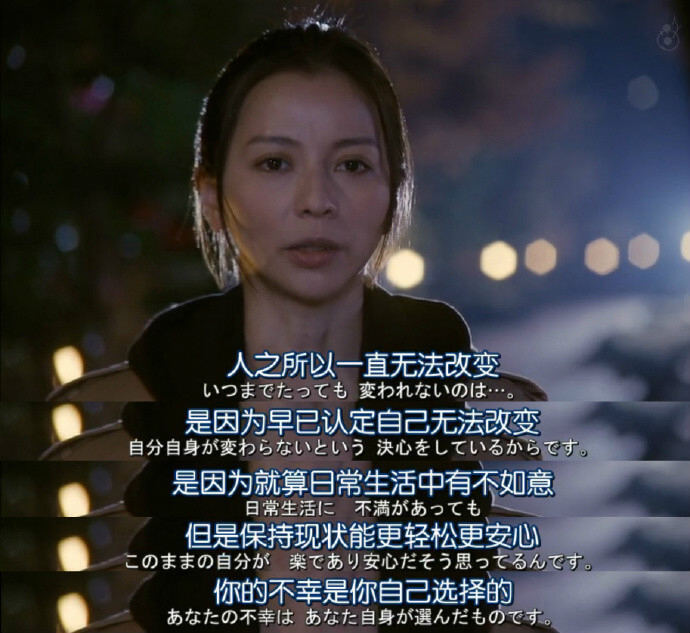 人之所以一直无法改变
いつまでたっても 変われないのは…。
是因为早已认定自己无法改变
自分自身が変わらないという 決心をしているからです。
是因为就算日常生活中有不如意
日常生活に 不満があっても
但是保持现状能更轻松更安心
このままの自分が 楽であり安心だそう思ってるんです。
你的不幸是你自己选择的
あなたの不幸は あなた自身が選んだものです。